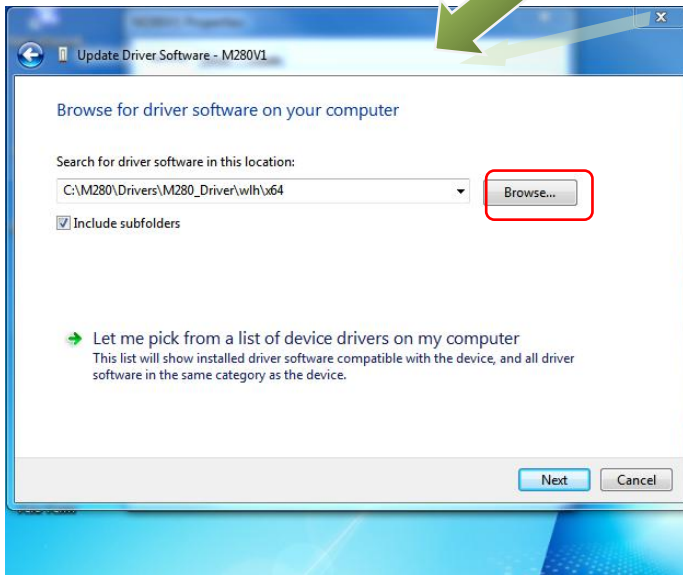 M280V1 Properties
Update Driver Software - M280V1
Browse for driver software on your computer
Search for driver software in this location:
C:\M280\Drivers\M280_Driver\wlh\x64
Browse...
Include subfolders
Let me pick from a list of device drivers on my computer
This list will show installed driver software compatible with the device, and all driver
software in the same category as the device.
Next
Cancel